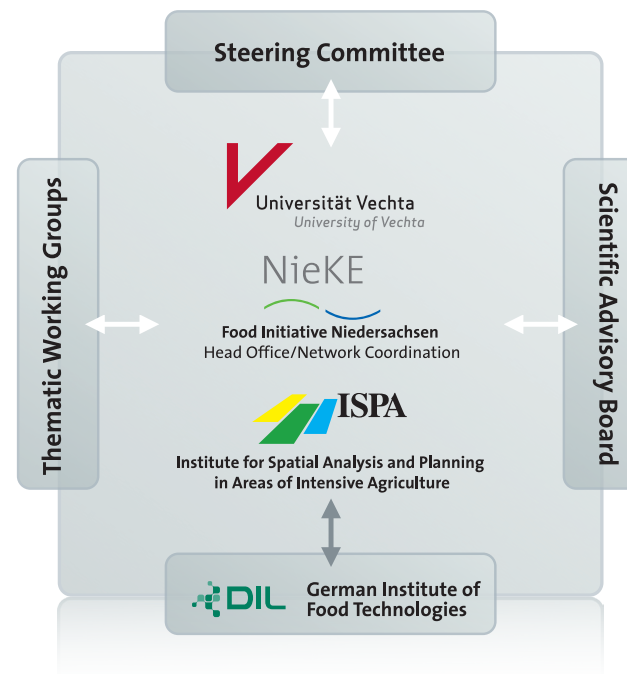 Steering Committee
Thematic Working Groups
Universität Vechta
University of Vechta
NieKE
Food Initiative Niedersachsen
Head Office/Network Coordination
ISPA
Institute for Spatial Analysis and Planning
in Areas of Intensive Agriculture
Scientific Advisory Board
DIL
German Institute of
Food Technologies